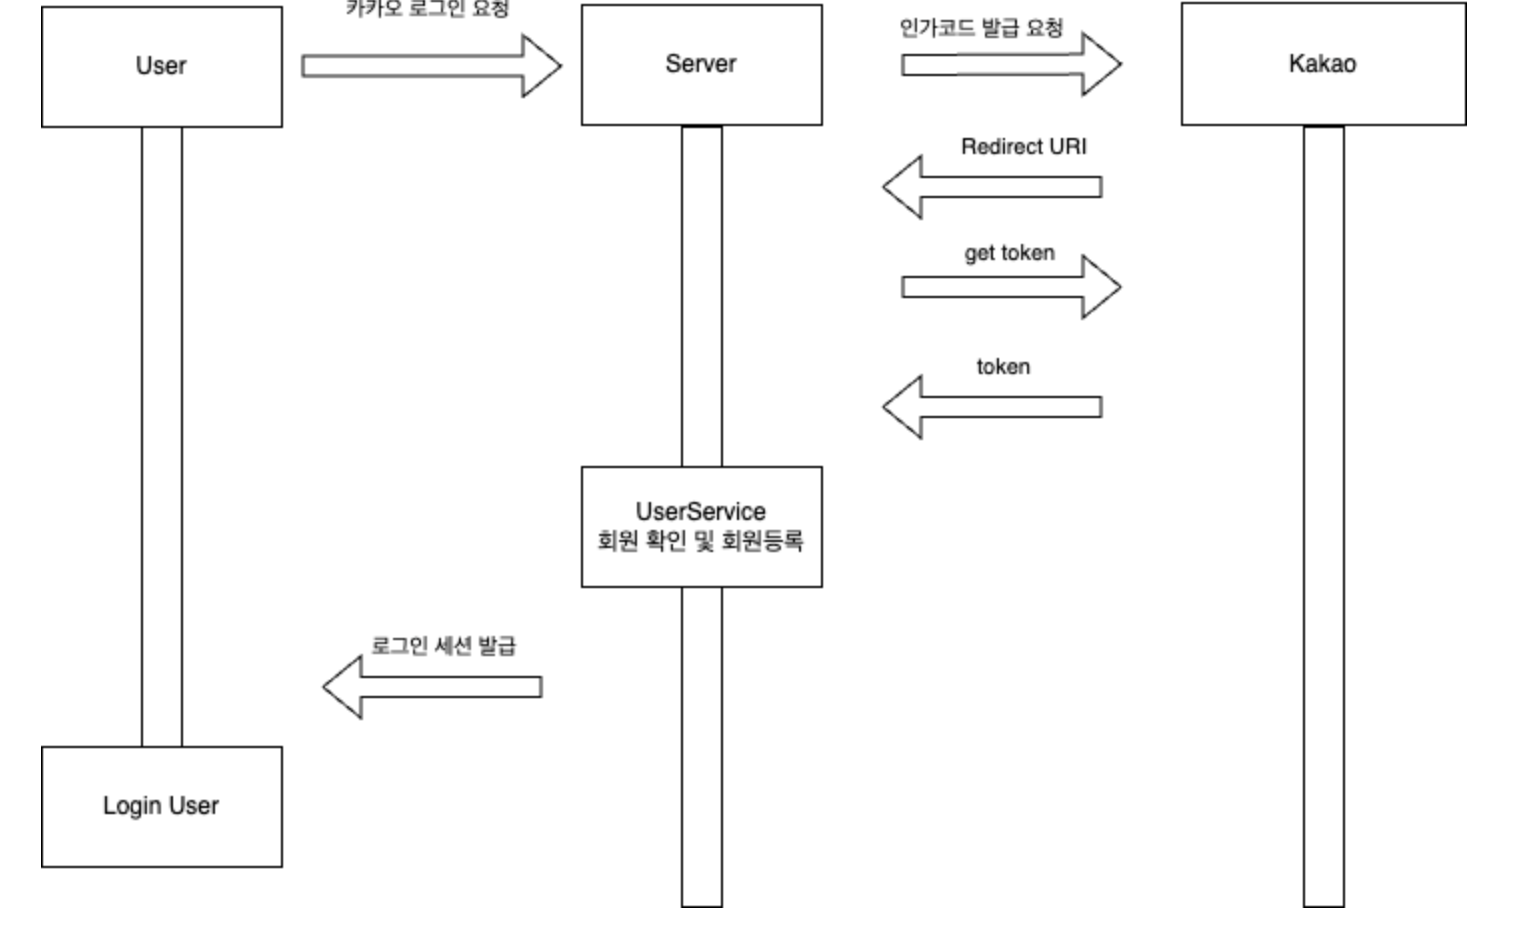 카카오 로그인 요청
인가코드 발급 요청
User
Server
Kakao
Redirect URI
get token
token
UserService
회원 확인 및 회원등록
로그인 세션 발급
Login User